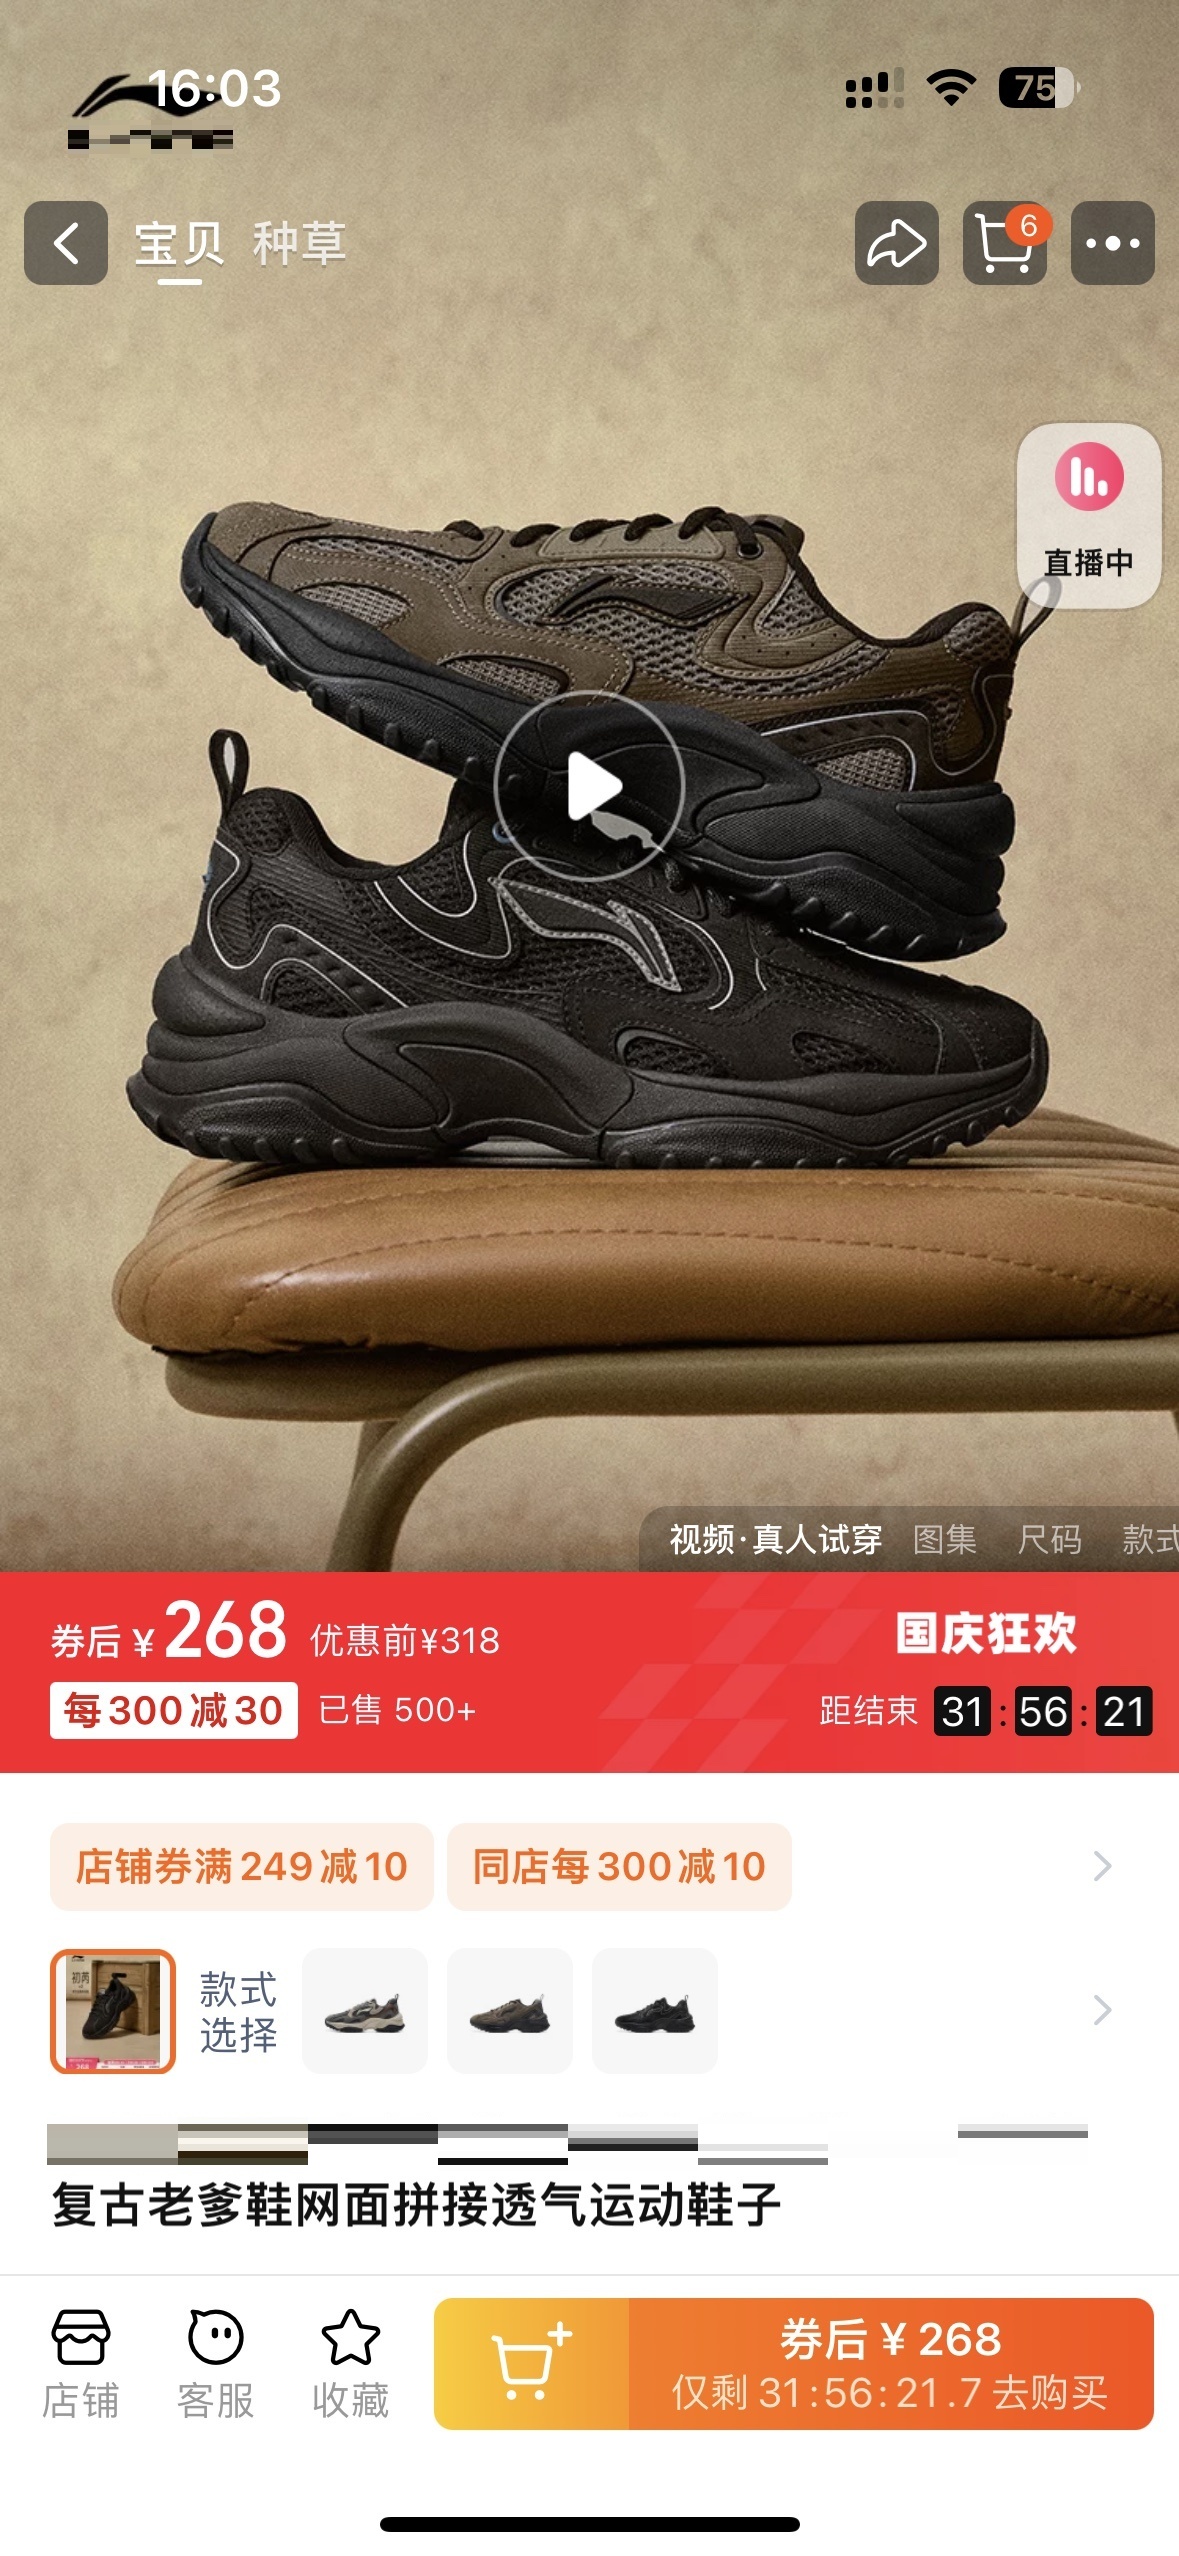 16:03
75
宝贝 种草
6
直播中
视频·真人试穿 图集 尺码 款式
券后 ¥268 优惠前¥318
国庆狂欢
每300减30 已售 500+
距结束 31:56:21
店铺券满249减10 同店每300减10
初芮
268
款式
选择
复古老爹鞋网面拼接透气运动鞋子
店铺 客服 收藏
券后 ¥ 268
仅剩 31:56:21.7 去购买